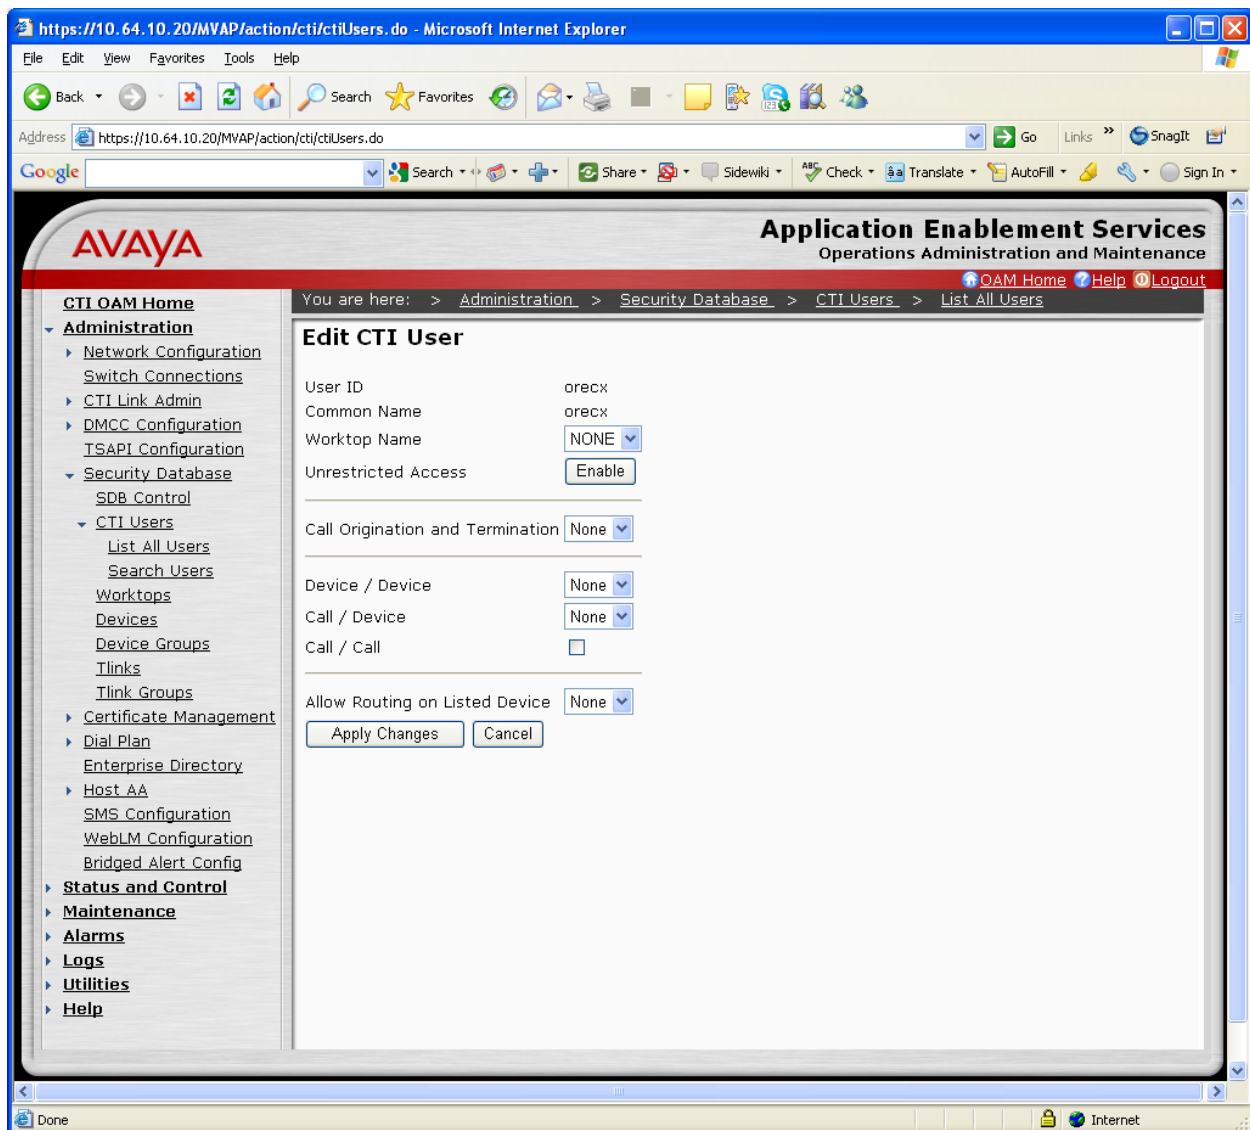 https://10.64.10.20/MVAP/action/cti/ctiUsers.do - Microsoft Internet Explorer
File Edit View Favorites Tools Help
Back Search Favorites
Address https://10.64.10.20/MVAP/action/cti/ctiUsers.do Go Links » SnagIt
Google Search Share Sidewiki Check Translate AutoFill Sign In
AVAYA
Application Enablement Services
Operations Administration and Maintenance
OAM Home Help Logout
You are here: > Administration > Security Database > CTI Users > List All Users
CTI OAM Home
Administration
Network Configuration
Switch Connections
CTI Link Admin
DMCC Configuration
TSAPI Configuration
Security Database
SDB Control
CTI Users
List All Users
Search Users
Worktops
Devices
Device Groups
Tlinks
Tlink Groups
Certificate Management
Dial Plan
Enterprise Directory
Host AA
SMS Configuration
WebLM Configuration
Bridged Alert Config
Status and Control
Maintenance
Alarms
Logs
Utilities
Help
Edit CTI User
User ID orecx
Common Name orecx
Worktop Name NONE
Unrestricted Access Enable
Call Origination and Termination None
Device / Device None
Call / Device None
Call / Call
Allow Routing on Listed Device None
Apply Changes Cancel
Done Internet